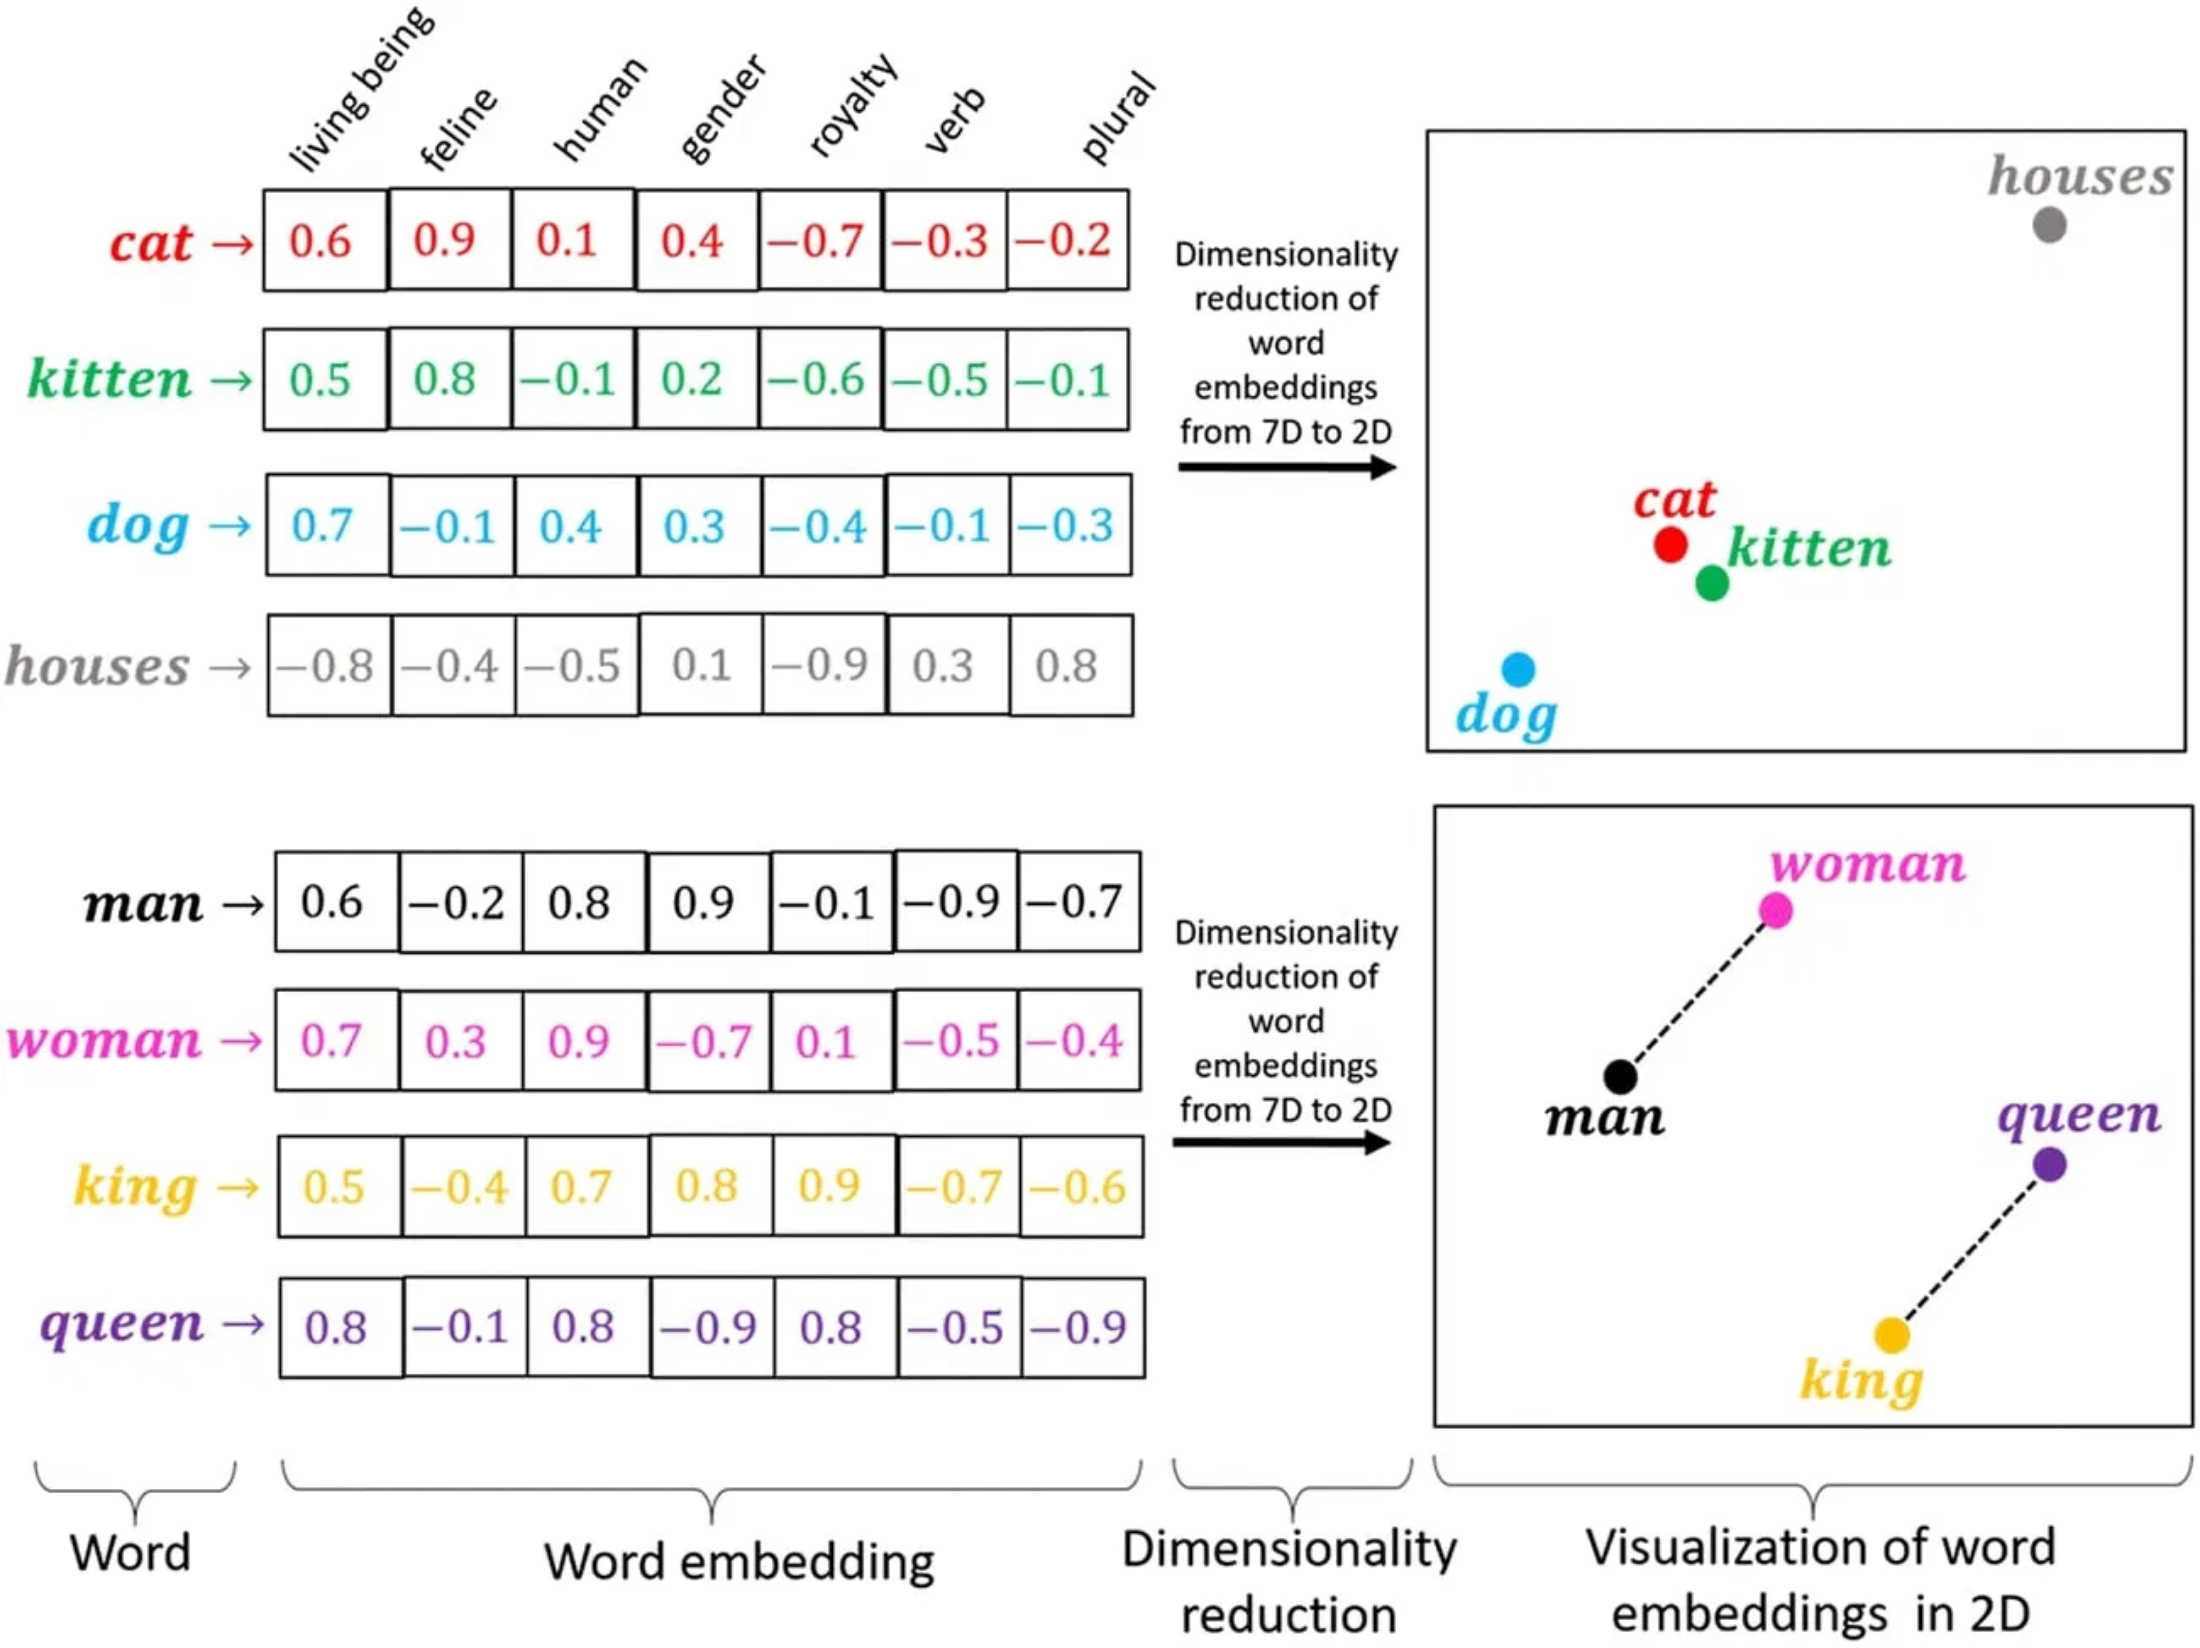 living being feline human gender royalty verb plural
cat → 0.6 0.9 0.1 0.4 −0.7 −0.3 −0.2
kitten → 0.5 0.8 −0.1 0.2 −0.6 −0.5 −0.1
dog → 0.7 −0.1 0.4 0.3 −0.4 −0.1 −0.3
houses → −0.8 −0.4 −0.5 0.1 −0.9 0.3 0.8
Dimensionality
reduction of
word
embeddings
from 7D to 2D
houses
cat
kitten
dog
man → 0.6 −0.2 0.8 0.9 −0.1 −0.9 −0.7
woman → 0.7 0.3 0.9 −0.7 0.1 −0.5 −0.4
king → 0.5 −0.4 0.7 0.8 0.9 −0.7 −0.6
queen → 0.8 −0.1 0.8 −0.9 0.8 −0.5 −0.9
Dimensionality
reduction of
word
embeddings
from 7D to 2D
woman
man
queen
king
Word
Word embedding
Dimensionality
reduction
Visualization of word
embeddings in 2D